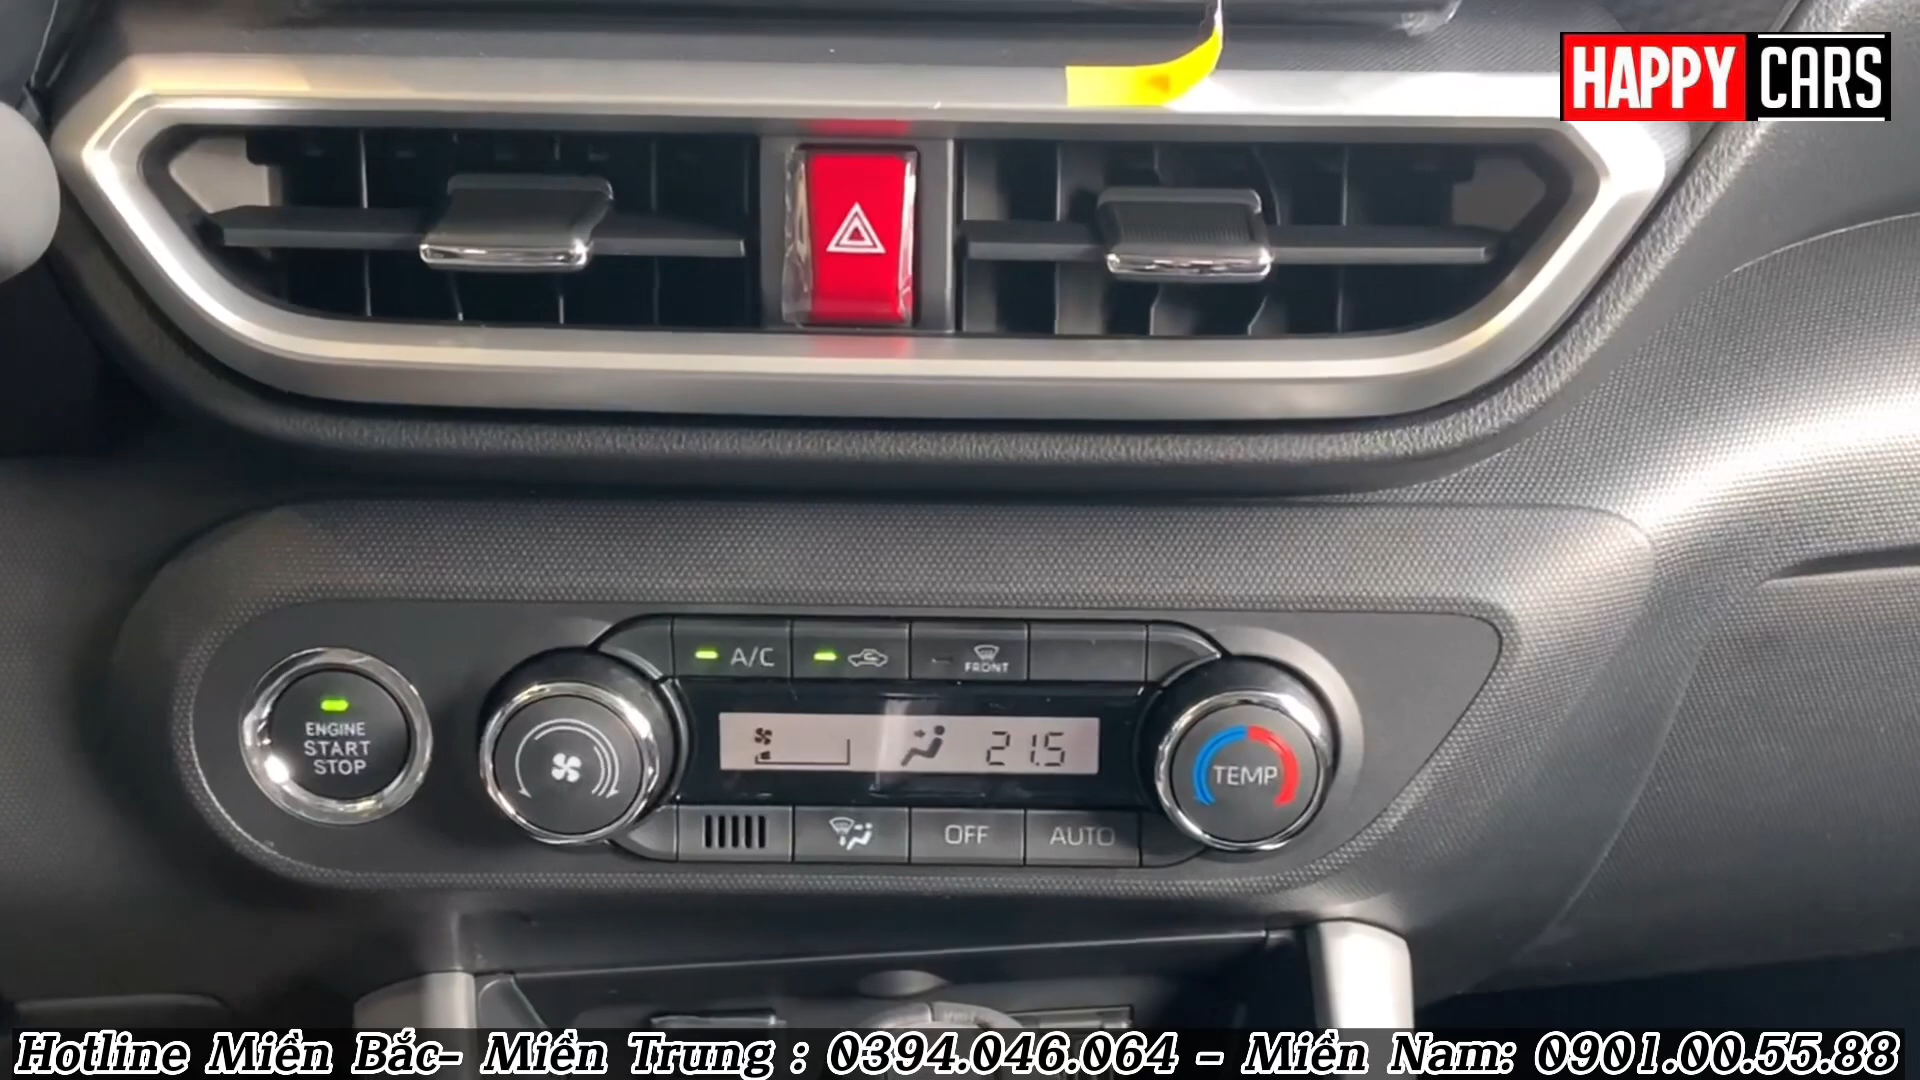 HAPPY CARS
A/C
FRONT
ENGINE
START
STOP
21.5
TEMP
OFF
AUTO
Hotline Miền Bắc- Miền Trung : 0394.046.064 - Miền Nam: 0901.00.55.88